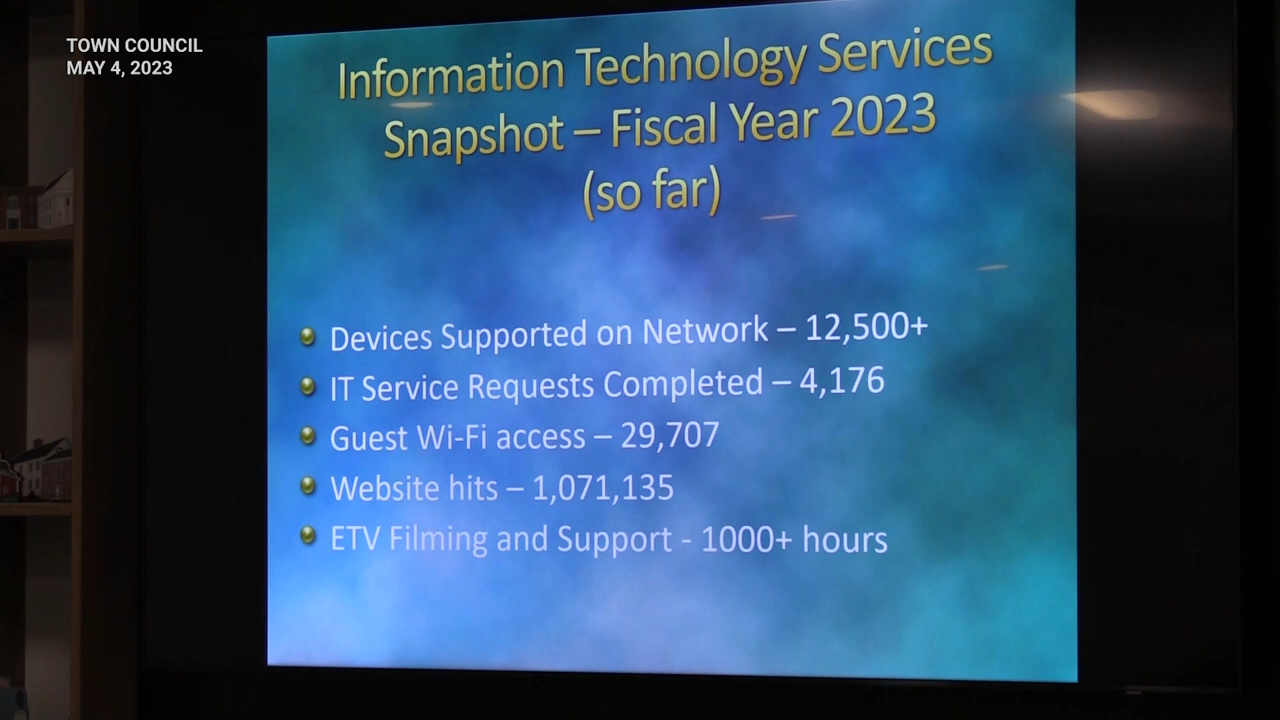 TOWN COUNCIL
MAY 4, 2023
Information Technology Services
Snapshot – Fiscal Year 2023
(so far)
Devices Supported on Network – 12,500+
IT Service Requests Completed – 4,176
Guest Wi-Fi access – 29,707
Website hits – 1,071,135
ETV Filming and Support - 1000+ hours